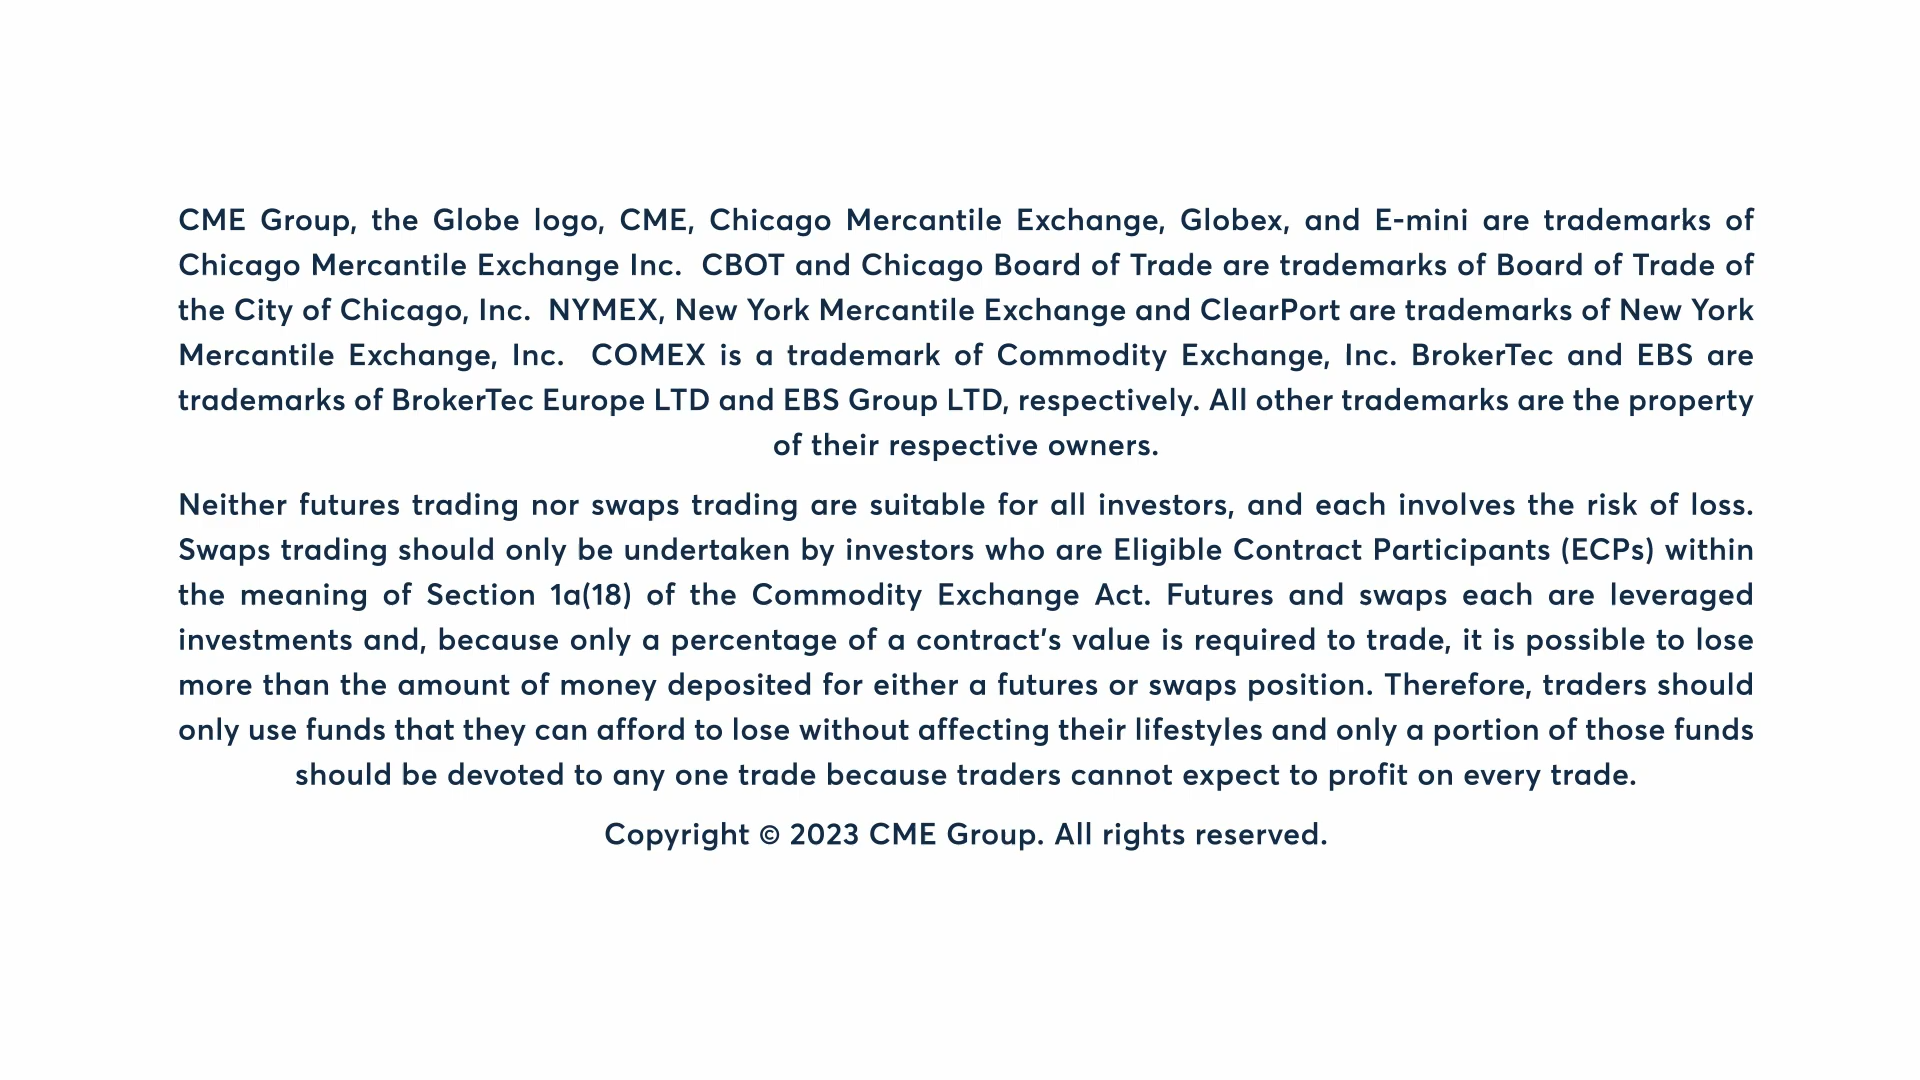 CME Group, the Globe logo, CME, Chicago Mercantile Exchange, Globex, and E-mini are trademarks of
Chicago Mercantile Exchange Inc.  CBOT and Chicago Board of Trade are trademarks of Board of Trade of
the City of Chicago, Inc.  NYMEX, New York Mercantile Exchange and ClearPort are trademarks of New York
Mercantile Exchange, Inc.  COMEX is a trademark of Commodity Exchange, Inc. BrokerTec and EBS are
trademarks of BrokerTec Europe LTD and EBS Group LTD, respectively. All other trademarks are the property
of their respective owners.
Neither futures trading nor swaps trading are suitable for all investors, and each involves the risk of loss.
Swaps trading should only be undertaken by investors who are Eligible Contract Participants (ECPs) within
the meaning of Section 1a(18) of the Commodity Exchange Act. Futures and swaps each are leveraged
investments and, because only a percentage of a contract’s value is required to trade, it is possible to lose
more than the amount of money deposited for either a futures or swaps position. Therefore, traders should
only use funds that they can afford to lose without affecting their lifestyles and only a portion of those funds
should be devoted to any one trade because traders cannot expect to profit on every trade.
Copyright © 2023 CME Group. All rights reserved.